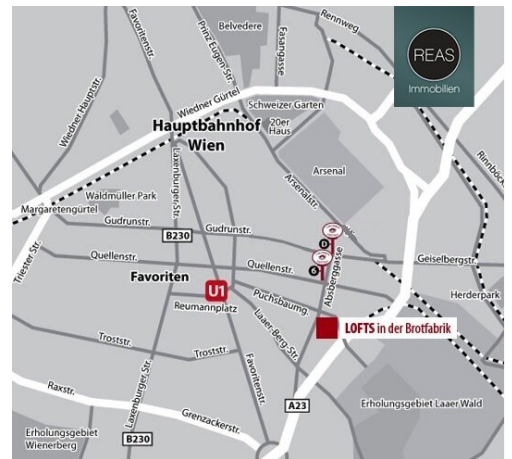 Favoritenstr.
Prinz Eugen-Str.
Belvedere
Fasangasse
Rennweg
REAS
Immobilien
Wiedner Hauptstr.
Wiedner Gürtel
Schweizer Garten
Hauptbahnhof
Wien
20er
Haus
Arsenal
Arsenalstr.
Laxenburger-Str.
Waldmüller Park
Margaretengürtel
Gudrunstr.
B230
Gudrunstr.
D
Geiselbergstr.
Triester Str.
Quellenstr.
Quellenstr.
6
Absberggasse
Favoriten
U1
Reumannplatz
Puchsbaumg.
Herderpark
LOFTS in der Brotfabrik
Laaer-Berg-Str.
Troststr.
Troststr.
Favoritenstr.
Raxstr.
Laxenburger Str.
Grenzackerstr.
A23
Erholungsgebiet Laaer Wald
Erholungsgebiet
Wienerberg
B230